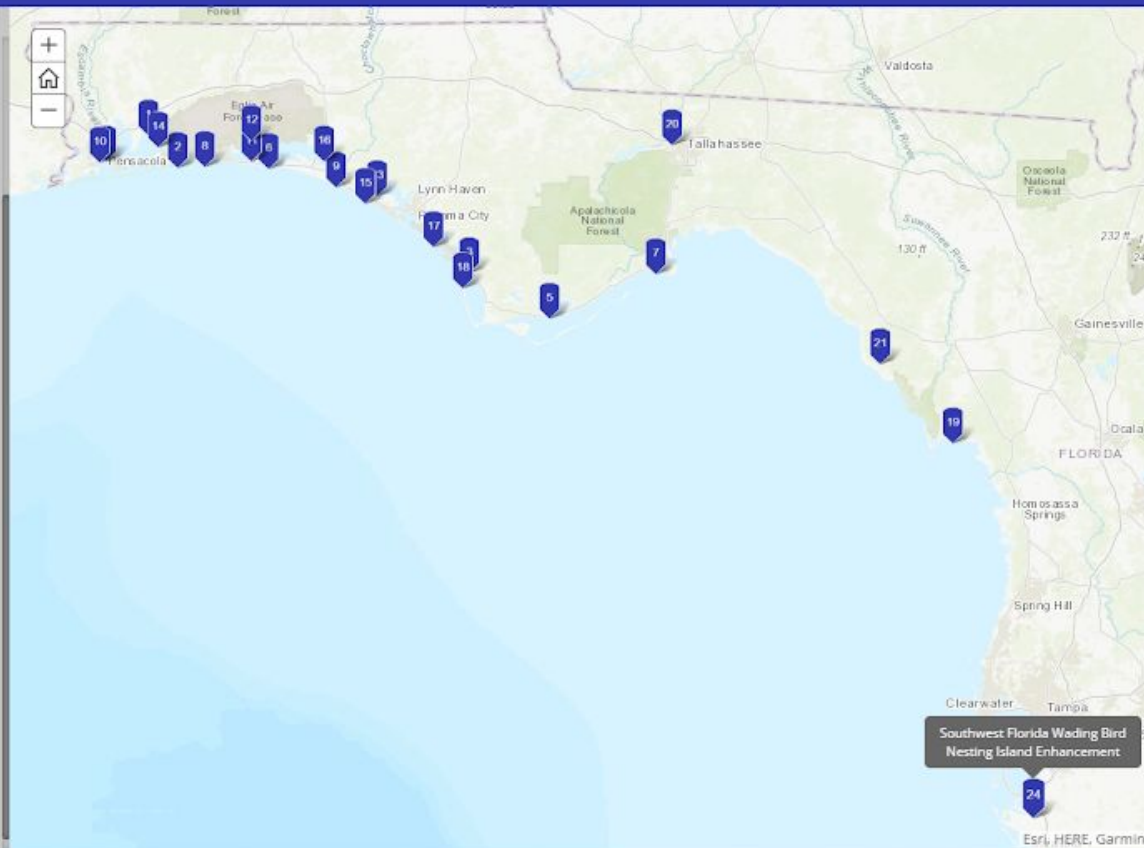 Forest
+
−
Valdosta
12
14
10
2
8
6
Pensacola
16
9
15
3
20
Tallahassee
Lynn Haven
Osceola
National
Forest
Apalachicola
National
Forest
17
Suwannee River
232 ft
130 ft
3
18
7
5
Gainesville
21
19
Ocala
FLORIDA
Homosassa
Springs
Spring Hill
Clearwater
Tampa
Southwest Florida Wading Bird
Nesting Island Enhancement
24
Esri, HERE, Garmin